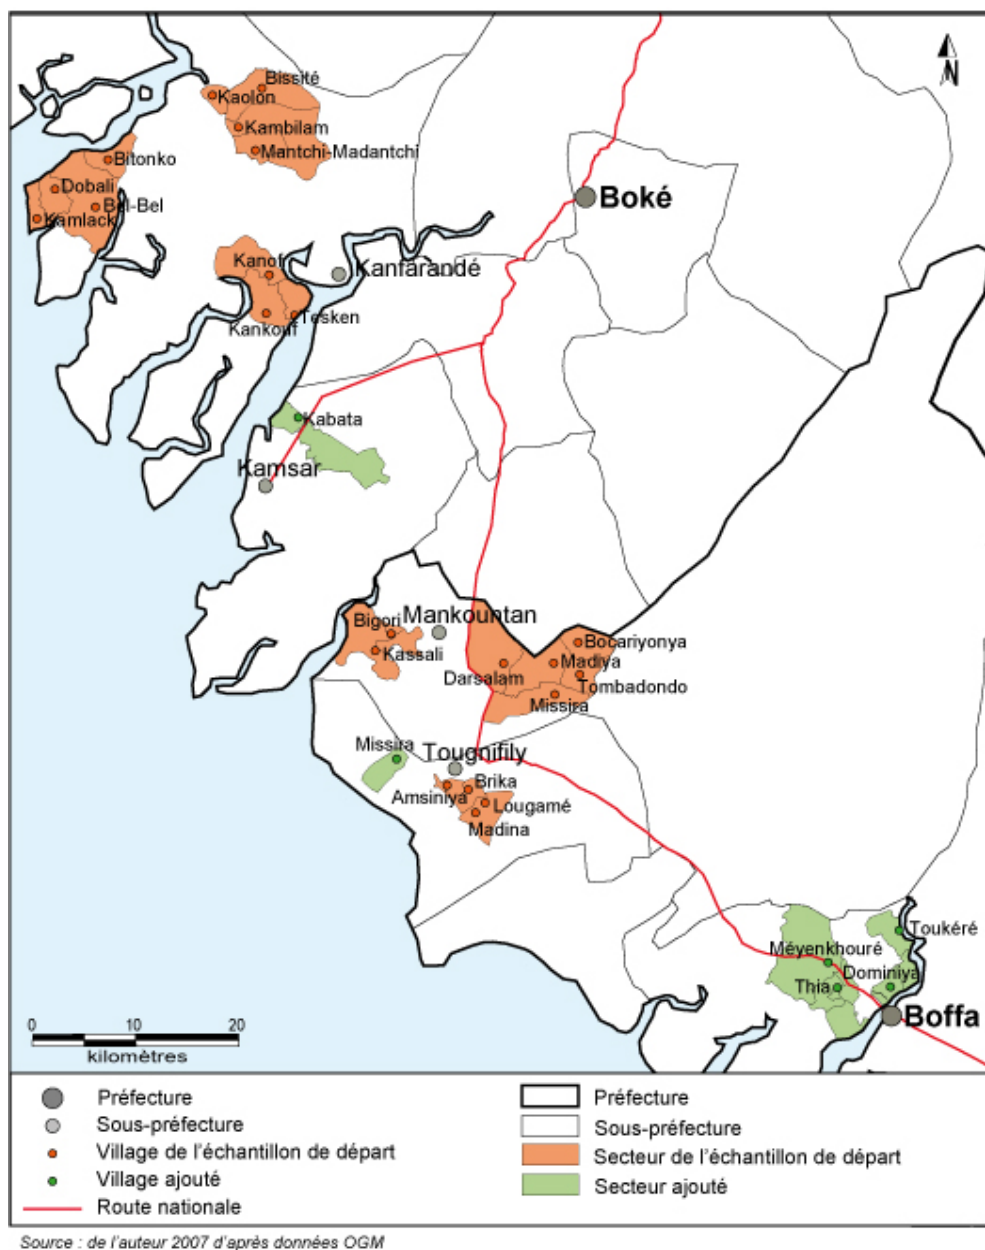 N
Bissité
Kaolon
Kambilam
Mantchi-Madantchi
Bitonko
Dobali
Bel-Bel
Kamlack
Boké
Kanof
Kanfarandé
Kankouf
Tesken
Kabata
Kamsar
Mankountan
Bigori
Kassali
Bocariyonya
Madiya
Darsalam
Tombadondo
Missira
Missira
Tougnifily
Brika
Amsiniya
Lougamé
Madina
Toukéré
Méyenkhouré
Dominiya
Thia
Boffa
0 10 20
kilomètres
Préfecture
Sous-préfecture
Village de l'échantillon de départ
Village ajouté
Route nationale
Préfecture
Sous-préfecture
Secteur de l'échantillon de départ
Secteur ajouté
Source : de l'auteur 2007 d'après données OGM